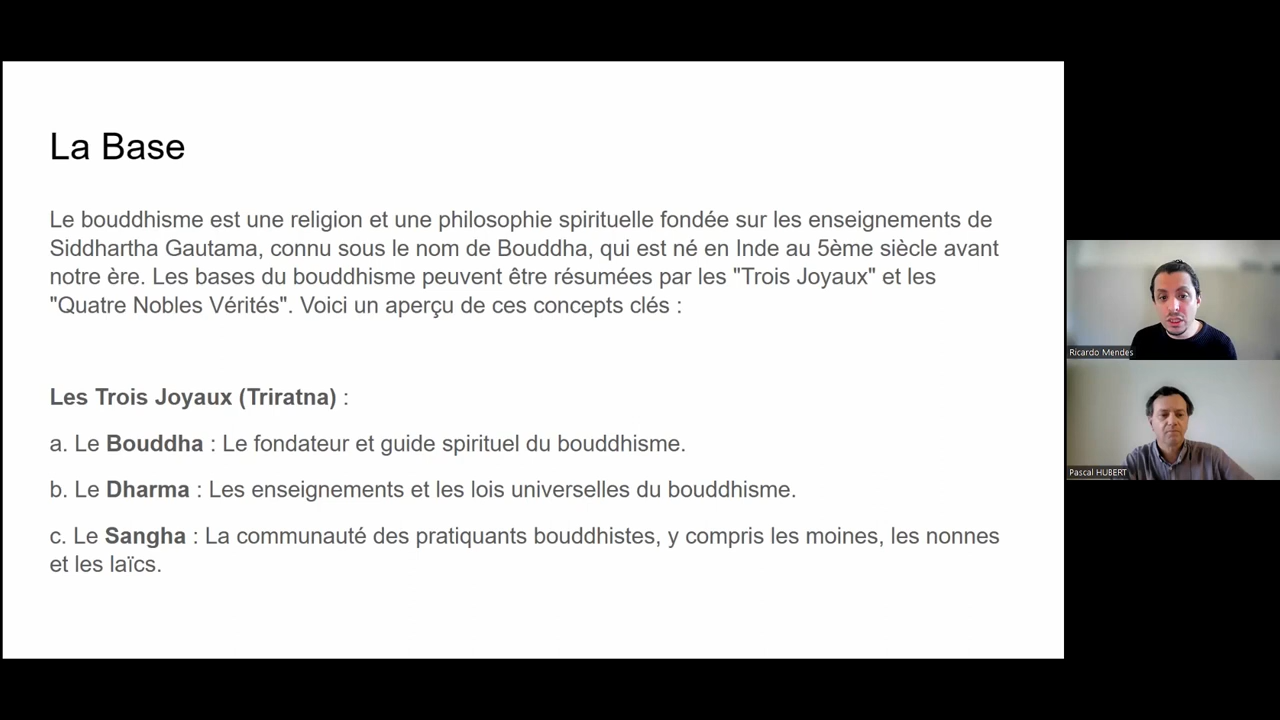 La Base
Le bouddhisme est une religion et une philosophie spirituelle fondée sur les enseignements de
Siddhartha Gautama, connu sous le nom de Bouddha, qui est né en Inde au 5ème siècle avant
notre ère. Les bases du bouddhisme peuvent être résumées par les "Trois Joyaux" et les
"Quatre Nobles Vérités". Voici un aperçu de ces concepts clés :
Les Trois Joyaux (Triratna) :
a. Le Bouddha : Le fondateur et guide spirituel du bouddhisme.
b. Le Dharma : Les enseignements et les lois universelles du bouddhisme.
c. Le Sangha : La communauté des pratiquants bouddhistes, y compris les moines, les nonnes
et les laïcs.
Ricardo Mendes
Pascal HUBERT